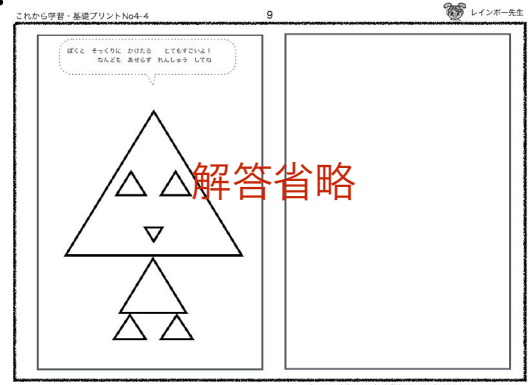 これから学習・基礎プリントNo4-4
9
レインボー先生
ぼくと そっくりに かけたら とてもすごいよ!
なんども あせらず れんしゅう してね
解答省略